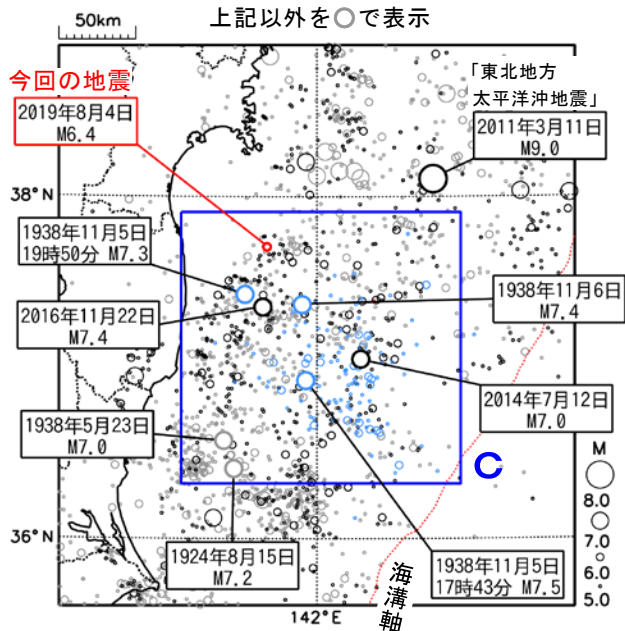 上記以外を○で表示
50km
今回の地震
2019年8月4日
M6.4
「東北地方
太平洋沖地震」
2011年3月11日
M9.0
38°N
1938年11月5日
19時50分 M7.3
2016年11月22日
M7.4
1938年11月6日
M7.4
2014年7月12日
M7.0
1938年5月23日
M7.0
C
M
8.0
7.0
6.0
5.0
36°N
1924年8月15日
M7.2
1938年11月5日
17時43分 M7.5
海溝軸
142°E